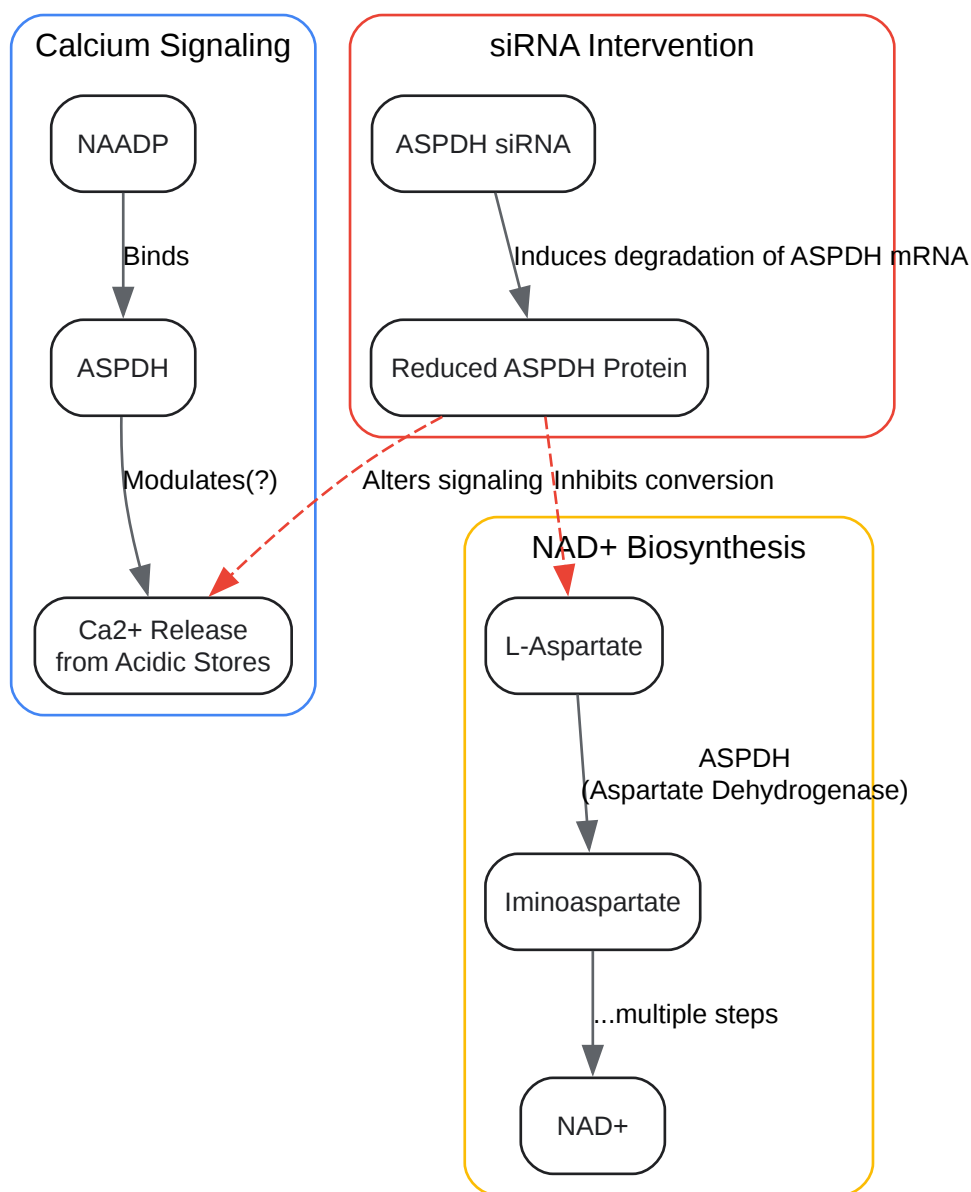 Calcium Signaling
NAADP
Binds
ASPDH
Modulates(?)
Ca2+ Release
from Acidic Stores
siRNA Intervention
ASPDH siRNA
Induces degradation of ASPDH mRNA
Reduced ASPDH Protein
Alters signaling
Inhibits conversion
NAD+ Biosynthesis
L-Aspartate
ASPDH
(Aspartate Dehydrogenase)
Iminoaspartate
...multiple steps
NAD+